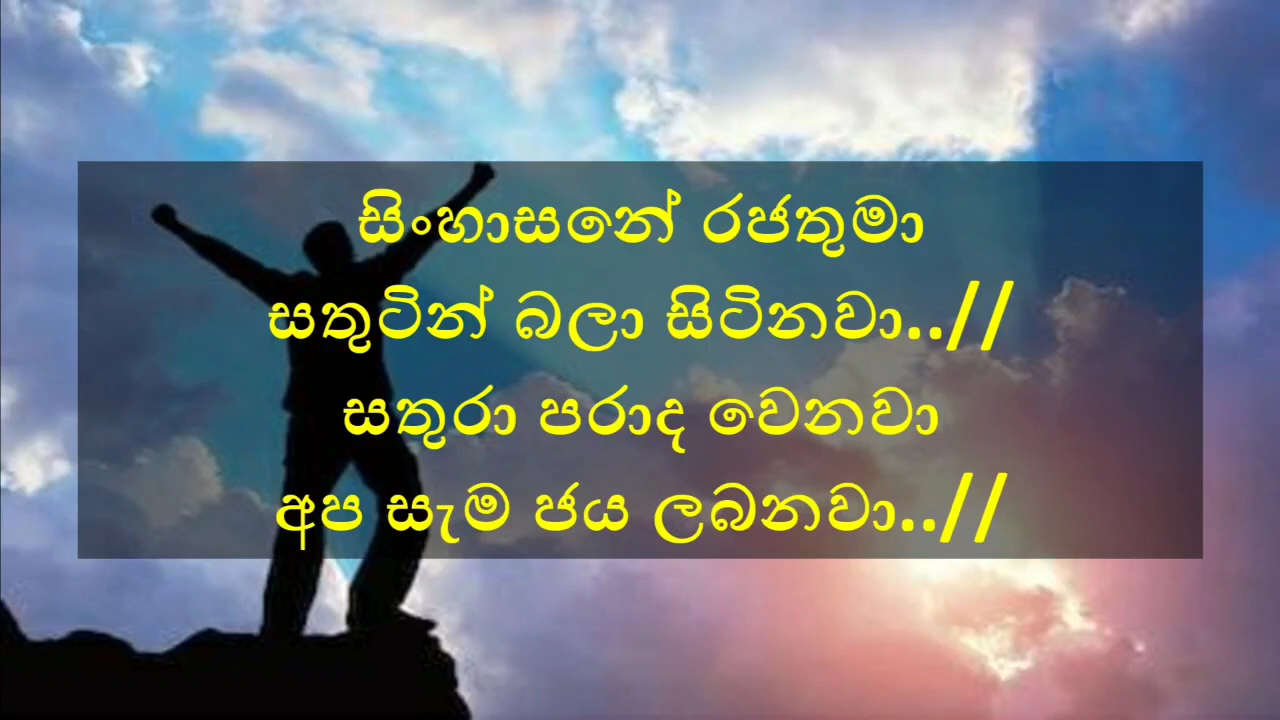 සිංහාසනේ රජතුමා
සතුටින් බලා සිටිනවා..//
සතුරා පරාද වෙනවා
අප සැම ජය ලබනවා..//